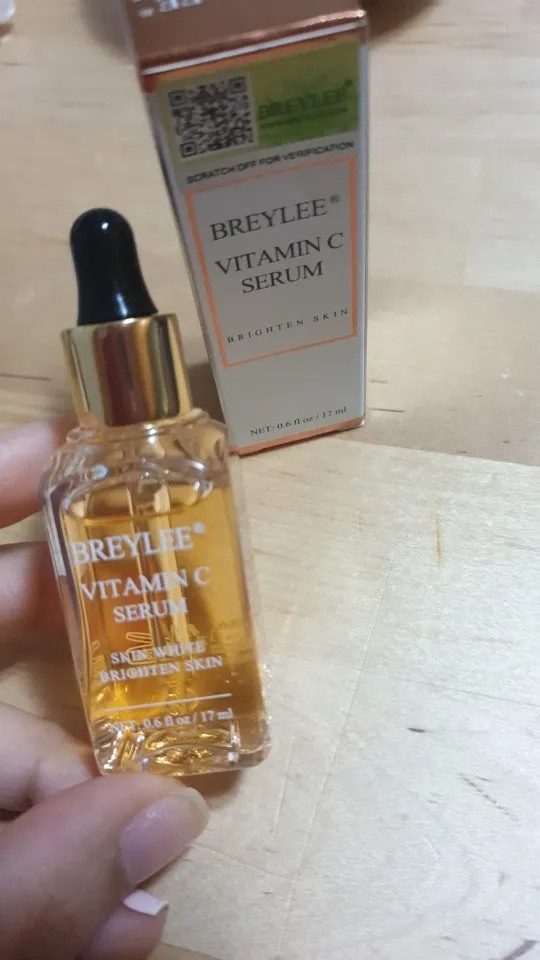 BREYLEE®
SCRATCH OFF FOR VERIFICATION
BREYLEE®
VITAMIN C
SERUM
BRIGHTEN SKIN
NET: 0.6 fl oz / 17 ml
BREYLEE®
VITAMIN C
SERUM
SKIN WHITE
BRIGHTEN SKIN
NET: 0.6 fl oz / 17 ml